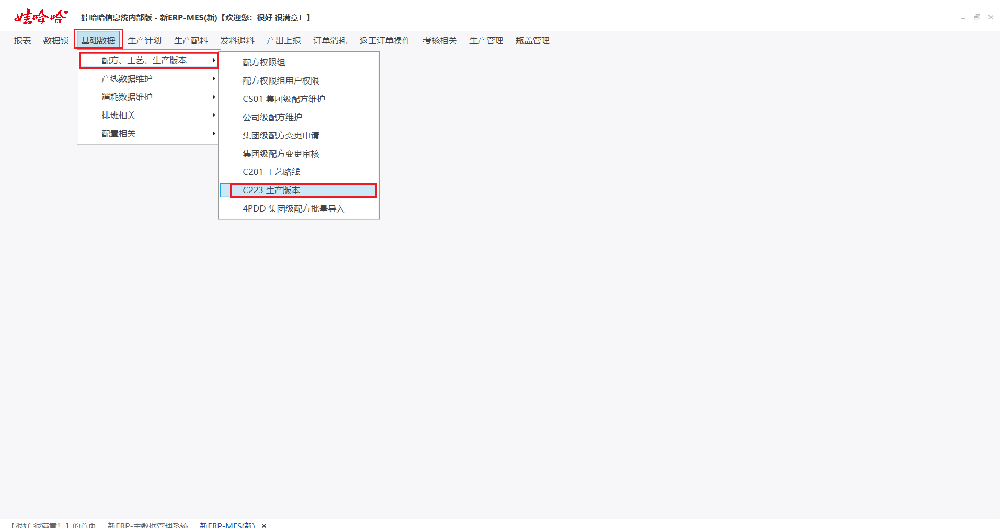 娃哈哈®
娃哈哈信息统内部版 - 新ERP-MES(新)【欢迎您：很好 很满意！】
报表 数据锁 基础数据 生产计划 生产配料 发料退料 产出上报 订单消耗 返工订单操作 考核相关 生产管理 瓶盖管理
配方、工艺、生产版本
产线数据维护
消耗数据维护
排班相关
配置相关
配方权限组
配方权限组用户权限
CS01 集团级配方维护
公司级配方维护
集团级配方变更申请
集团级配方变更审核
C201 工艺路线
C223 生产版本
4PDD 集团级配方批量导入
【很好 很满意！】的首页 新ERP-主数据管理系统 新ERP-MES(新)